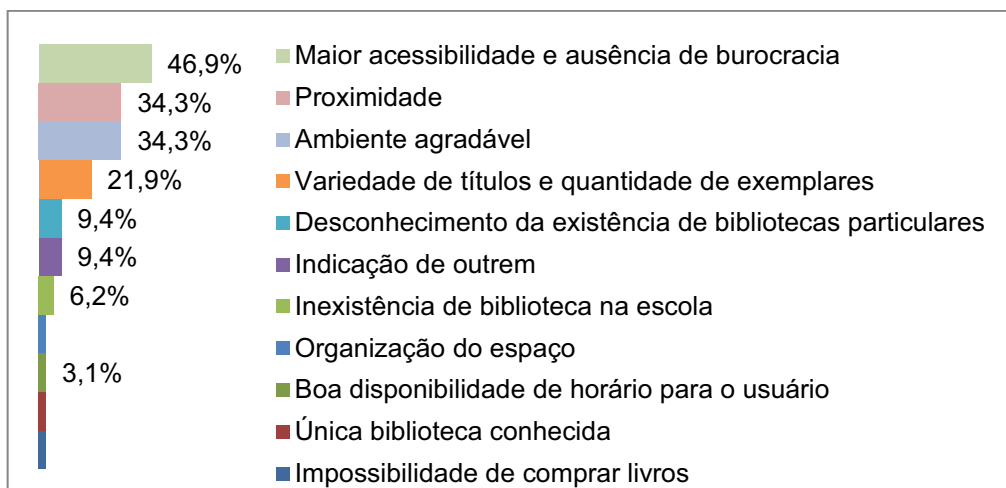 46,9%
34,3%
34,3%
21,9%
9,4%
9,4%
6,2%
3,1%
Maior acessibilidade e ausência de burocracia
Proximidade
Ambiente agradável
Variedade de títulos e quantidade de exemplares
Desconhecimento da existência de bibliotecas particulares
Indicação de outrem
Inexistência de biblioteca na escola
Organização do espaço
Boa disponibilidade de horário para o usuário
Única biblioteca conhecida
Impossibilidade de comprar livros